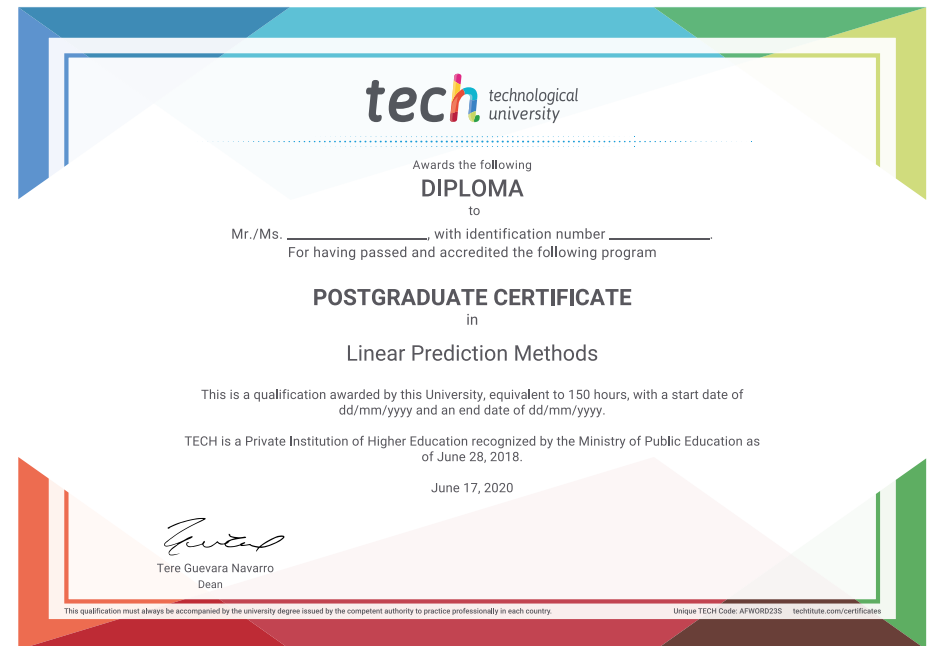 tech technological
university
Awards the following
DIPLOMA
to
Mr./Ms. ____________________, with identification number ______________.
For having passed and accredited the following program
POSTGRADUATE CERTIFICATE
in
Linear Prediction Methods
This is a qualification awarded by this University, equivalent to 150 hours, with a start date of
dd/mm/yyyy and an end date of dd/mm/yyyy.
TECH is a Private Institution of Higher Education recognized by the Ministry of Public Education as
of June 28, 2018.
June 17, 2020
Tere Guevara Navarro
Dean
This qualification must always be accompanied by the university degree issued by the competent authority to practice professionally in each country.
Unique TECH Code: AFWORD23S techtitute.com/certificates